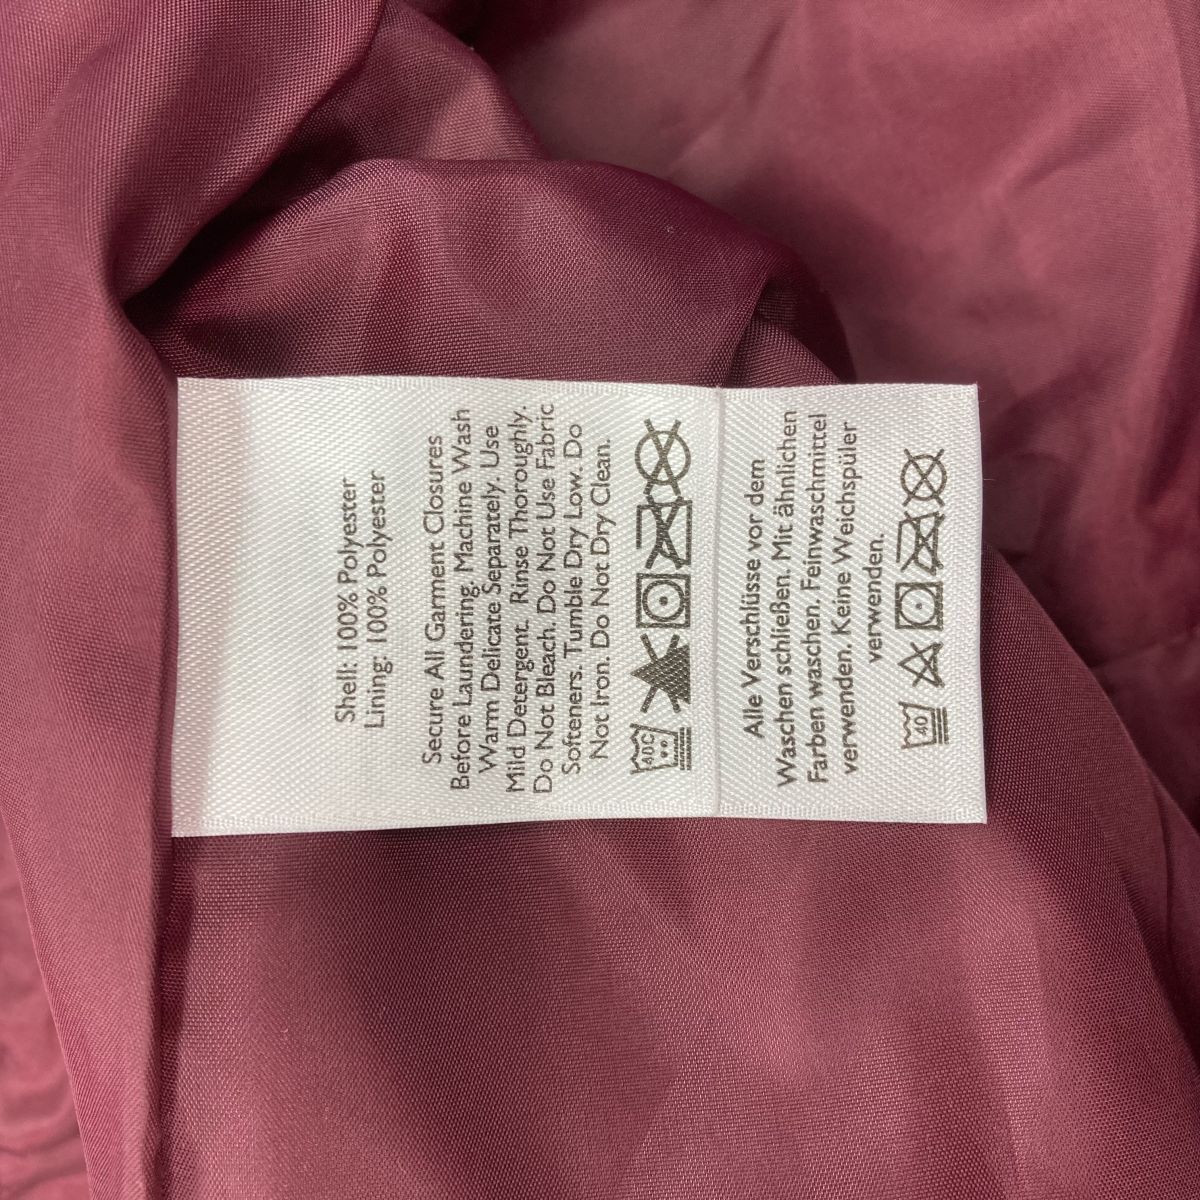 Shell: 100% Polyester
Lining: 100% Polyester
Secure All Garment Closures
Before Laundering. Machine Wash
Warm Delicate Separately. Use
Mild Detergent. Rinse Thoroughly.
Do Not Bleach. Do Not Use Fabric
Softeners. Tumble Dry Low. Do
Not Iron. Do Not Dry Clean.
40C
Alle Verschlüsse vor dem
Waschen schließen. Mit ähnlichen
Farben waschen. Feinwaschmittel
verwenden. Keine Weichspüler
verwenden.
40